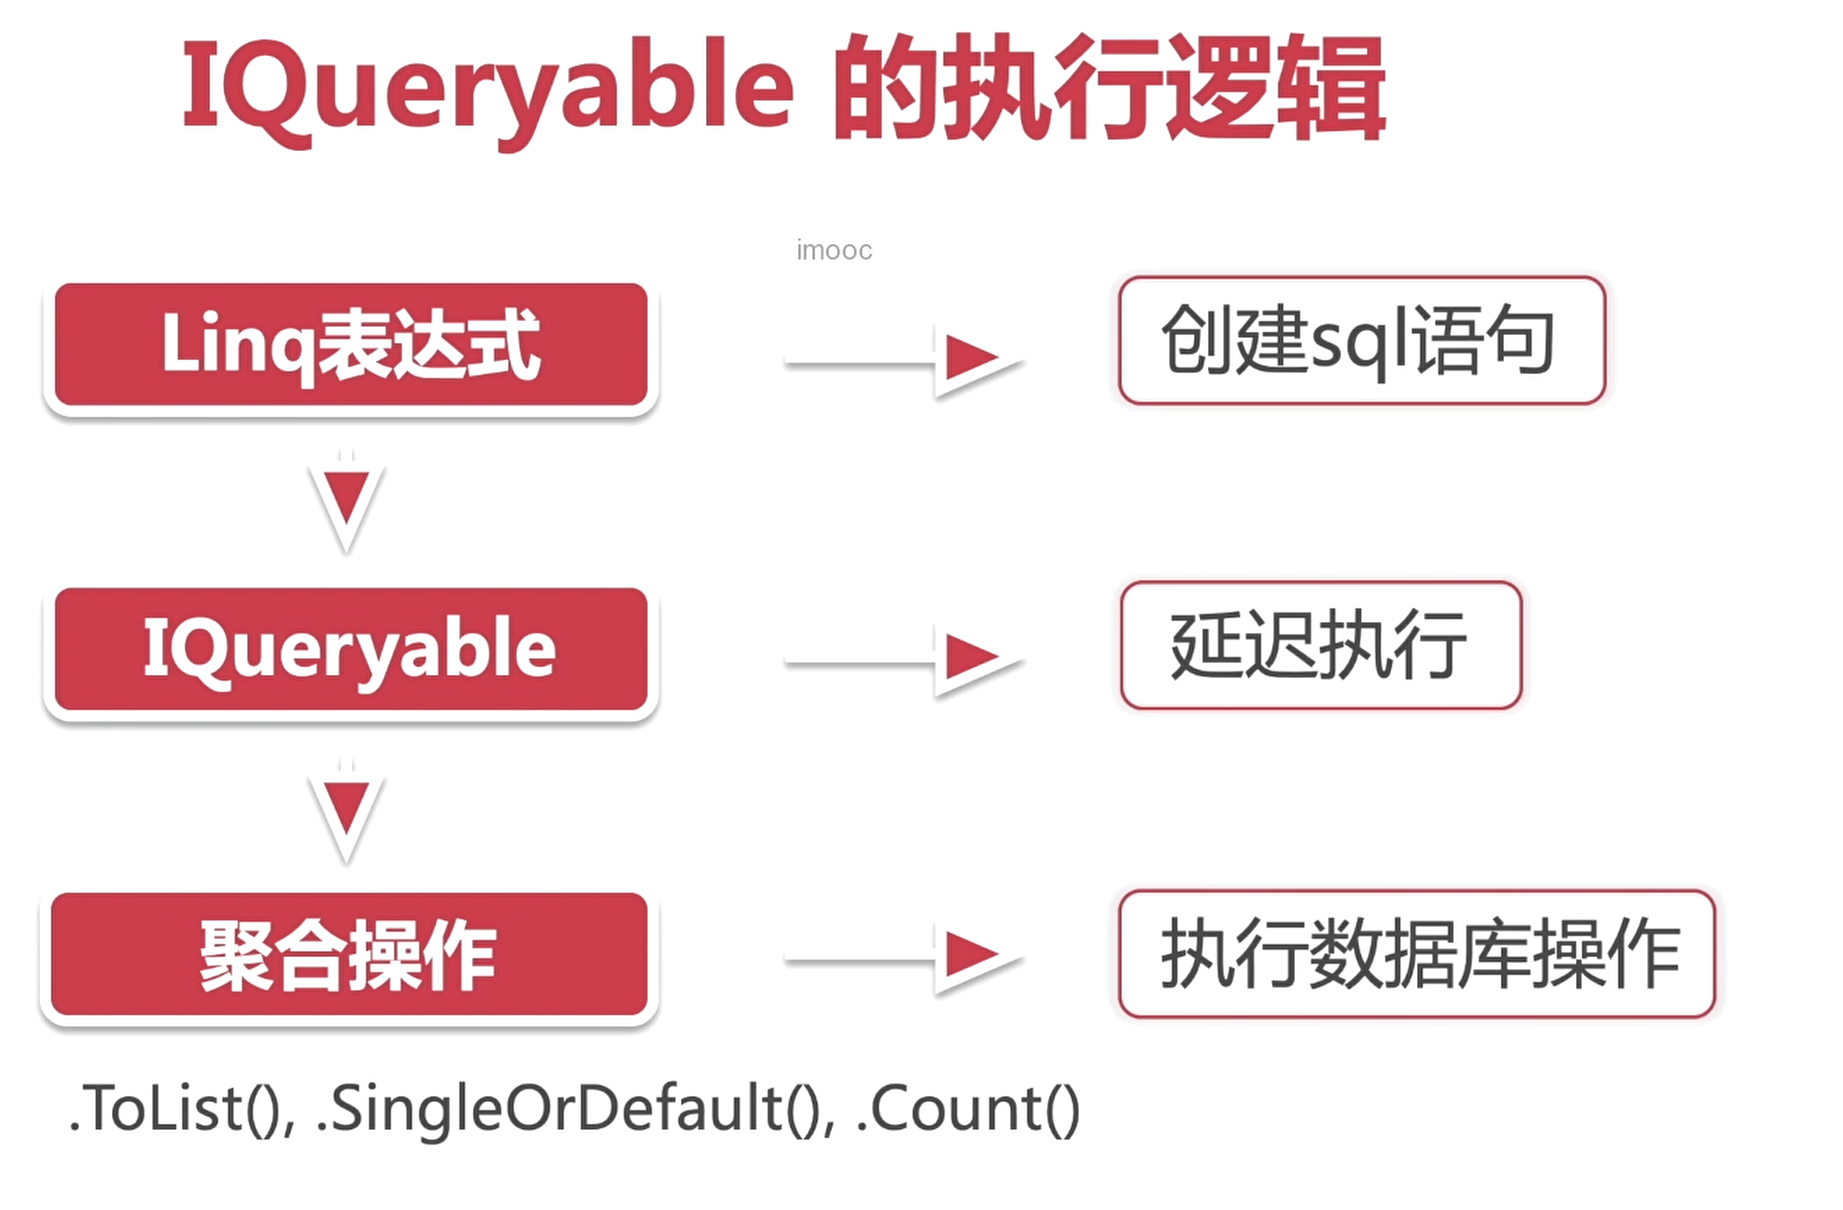 IQueryable 的执行逻辑
imooc
Linq表达式
创建sql语句
IQueryable
延迟执行
聚合操作
执行数据库操作
.ToList(), .SingleOrDefault(), .Count()